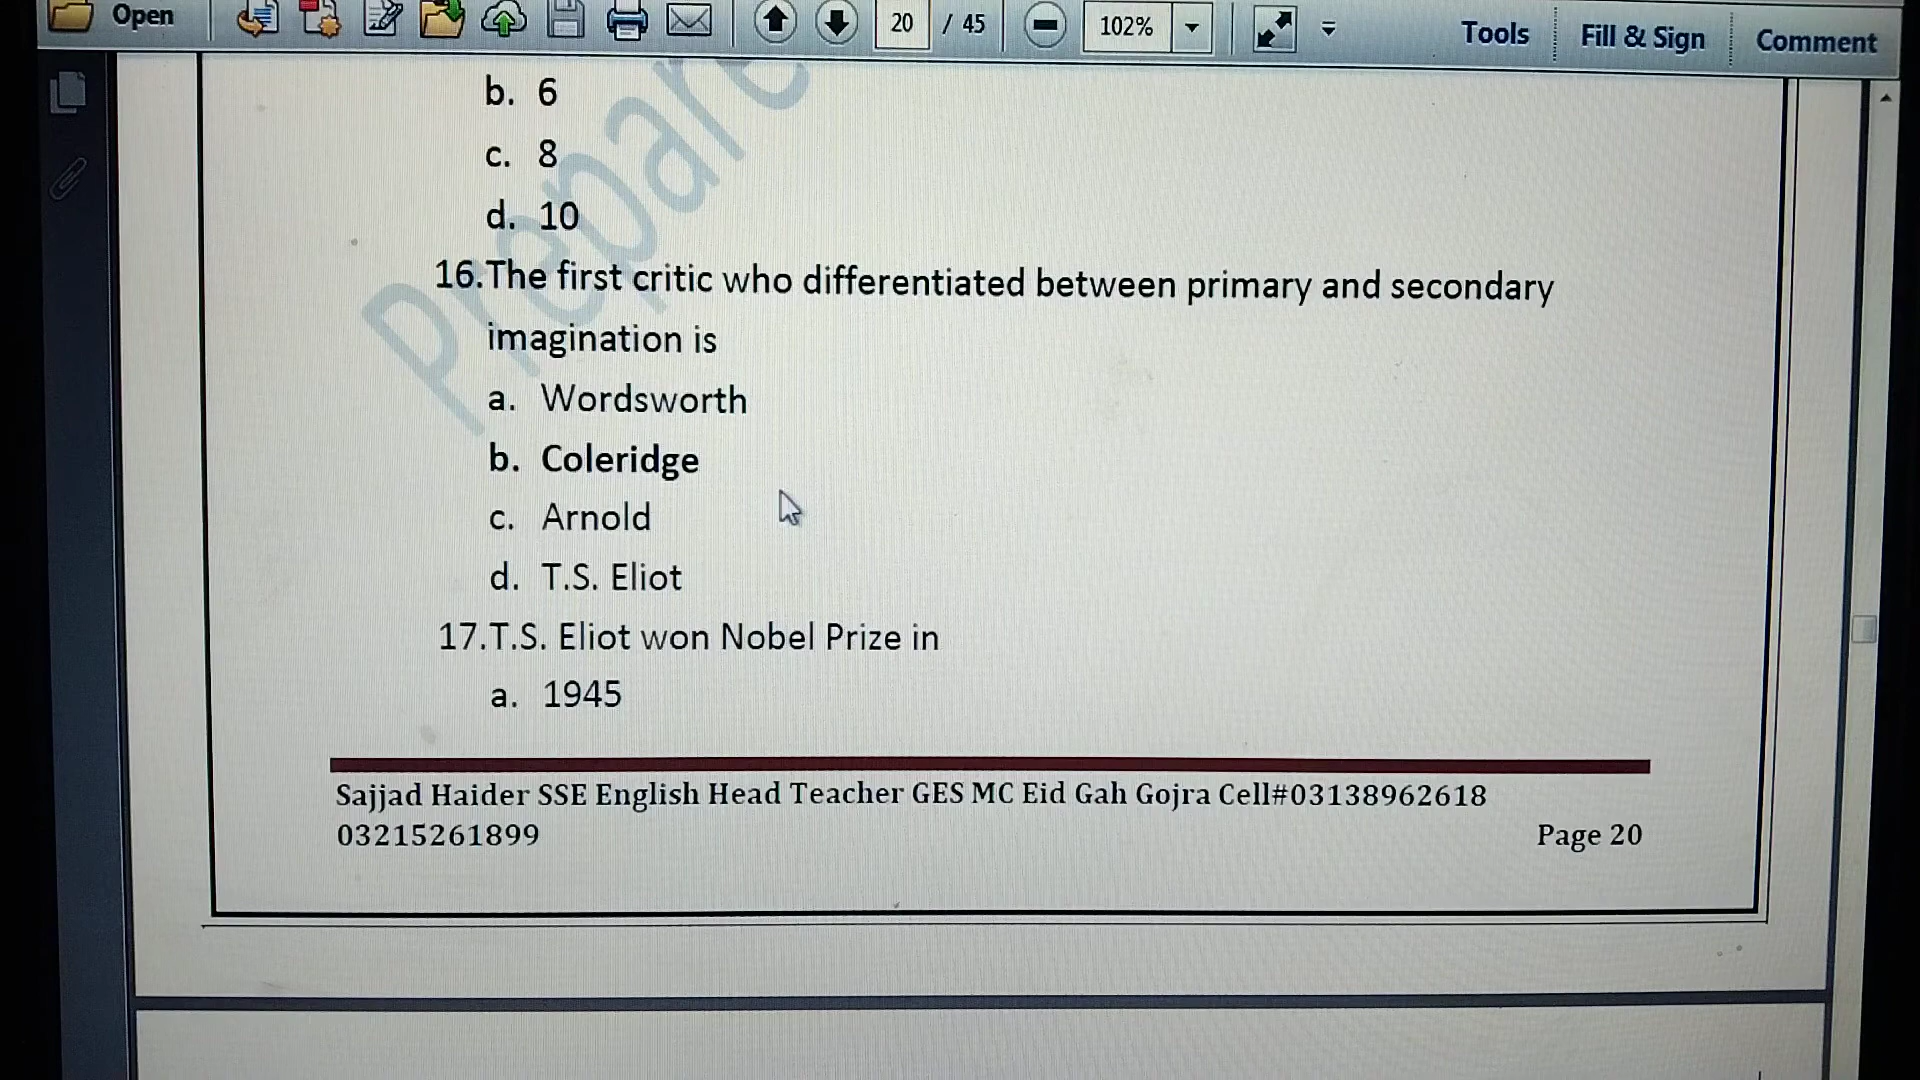 Open
20 / 45
102%
Tools
Fill & Sign
Comment
b. 6
c. 8
d. 10
Prepare
16.The first critic who differentiated between primary and secondary
imagination is
a. Wordsworth
b. Coleridge
c. Arnold
d. T.S. Eliot
17.T.S. Eliot won Nobel Prize in
a. 1945
Sajjad Haider SSE English Head Teacher GES MC Eid Gah Gojra Cell#03138962618
03215261899
Page 20